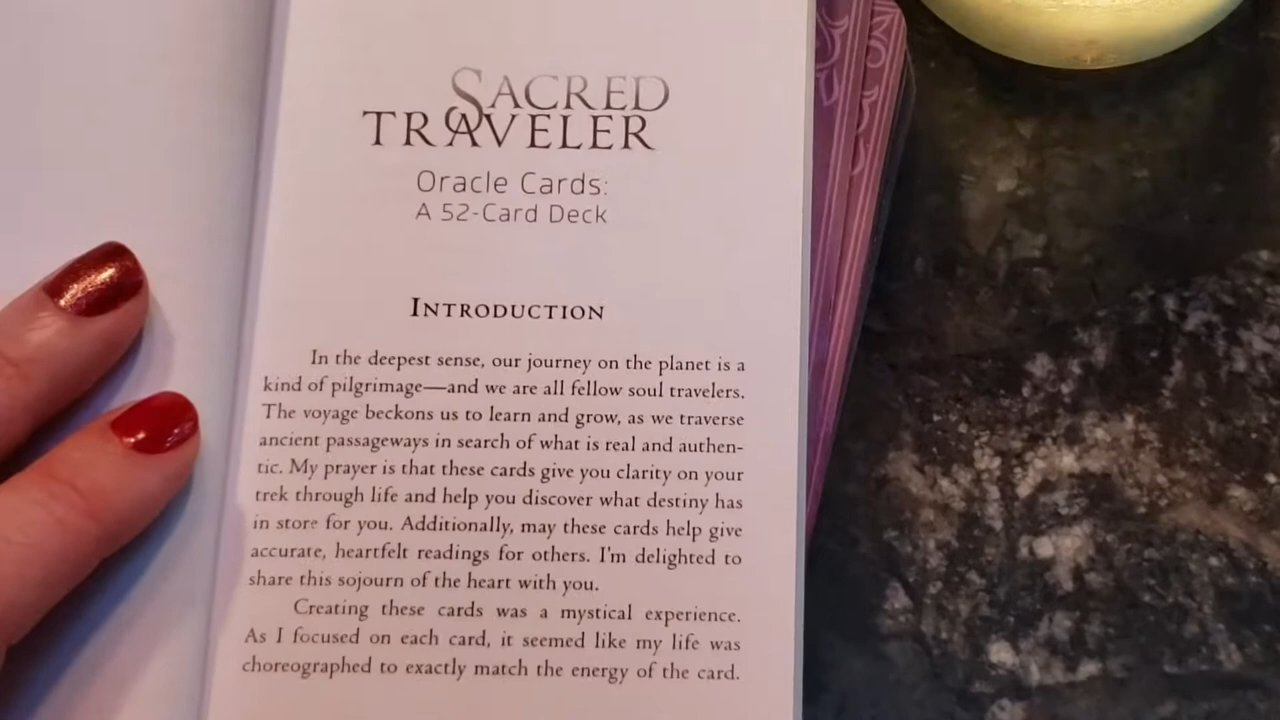 SACRED
TRAVELER
Oracle Cards:
A 52-Card Deck
INTRODUCTION
In the deepest sense, our journey on the planet is a
kind of pilgrimage—and we are all fellow soul travelers.
The voyage beckons us to learn and grow, as we traverse
ancient passageways in search of what is real and authen-
tic. My prayer is that these cards give you clarity on your
trek through life and help you discover what destiny has
in store for you. Additionally, may these cards help give
accurate, heartfelt readings for others. I'm delighted to
share this sojourn of the heart with you.
Creating these cards was a mystical experience.
As I focused on each card, it seemed like my life was
choreographed to exactly match the energy of the card.